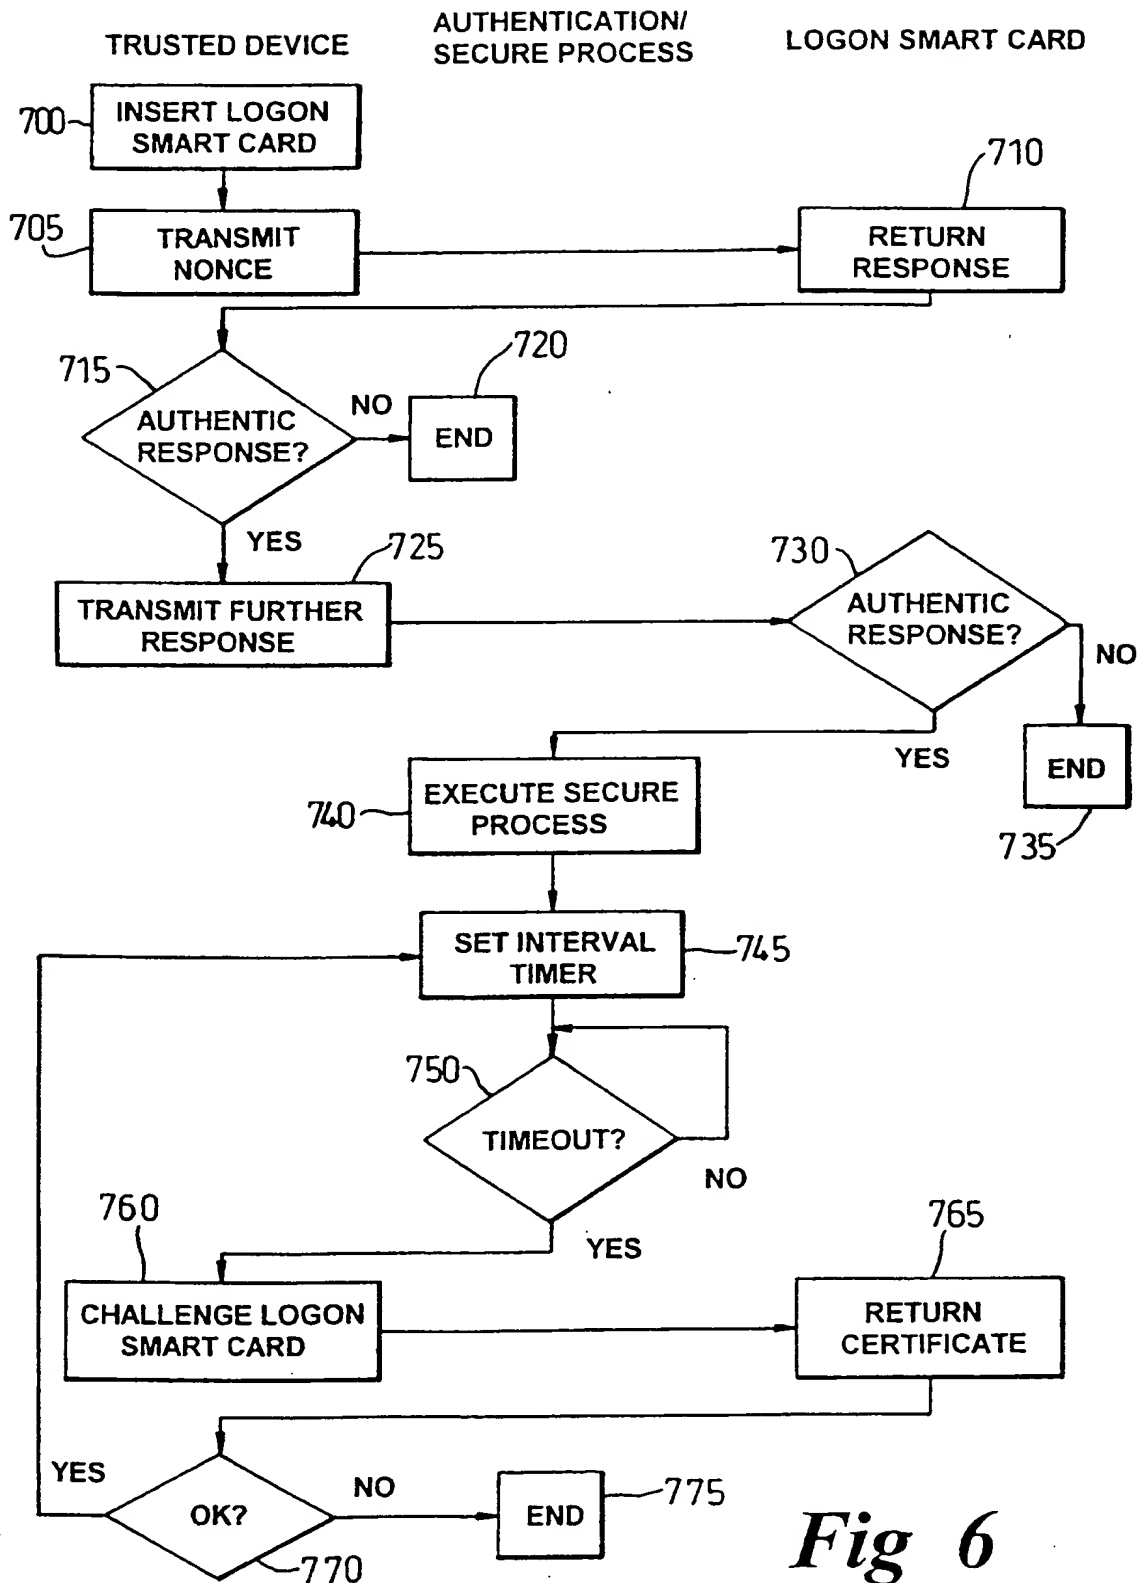 TRUSTED DEVICE
AUTHENTICATION/
SECURE PROCESS
LOGON SMART CARD
700
INSERT LOGON
SMART CARD
705
TRANSMIT
NONCE
710
RETURN
RESPONSE
715
AUTHENTIC
RESPONSE?
NO
720
END
YES
725
TRANSMIT FURTHER
RESPONSE
730
AUTHENTIC
RESPONSE?
NO
YES
END
735
740
EXECUTE SECURE
PROCESS
SET INTERVAL
TIMER
745
750
TIMEOUT?
NO
YES
760
CHALLENGE LOGON
SMART CARD
765
RETURN
CERTIFICATE
YES
OK?
770
NO
END
775
Fig 6